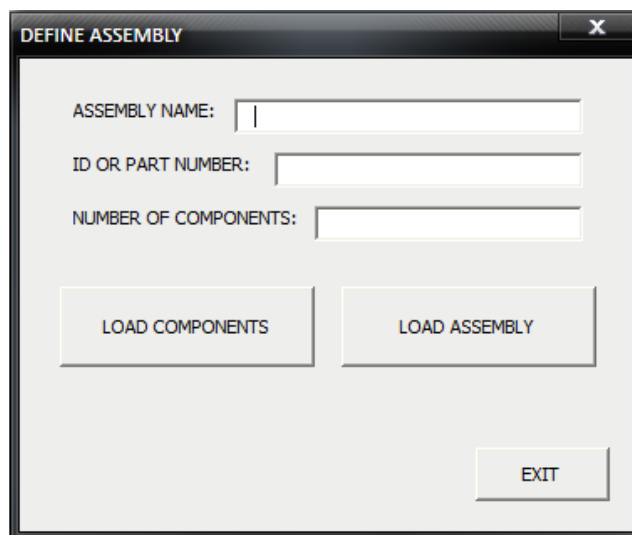 DEFINE ASSEMBLY X
ASSEMBLY NAME:
ID OR PART NUMBER:
NUMBER OF COMPONENTS:
LOAD COMPONENTS LOAD ASSEMBLY
EXIT